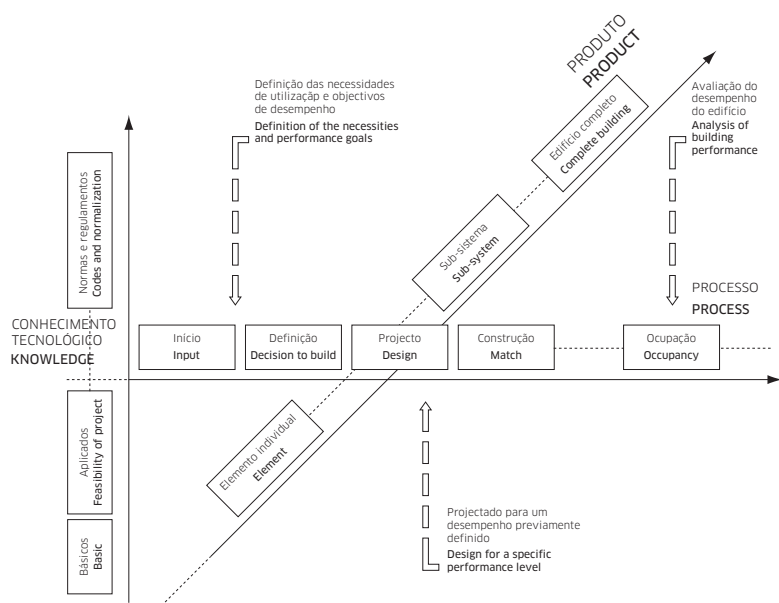 PRODUTO
PRODUCT
Definição das necessidades
de utilizaçãp e objectivos
de desempenho
Definition of the necessities
and performance goals
Avaliação do
desempenho
do edifício
Analysis of
building
performance
Edifício completo
Complete building
Normas e regulamentos
Codes and normalization
Sub-sistema
Sub-system
PROCESSO
PROCESS
CONHECIMENTO
TECNOLÓGICO
KNOWLEDGE
Início
Input
Definição
Decision to build
Projecto
Design
Construção
Match
Ocupação
Occupancy
Elemento individual
Element
Aplicados
Feasibility of project
Básicos
Basic
Projectado para um
desempenho previamente
definido
Design for a specific
performance level